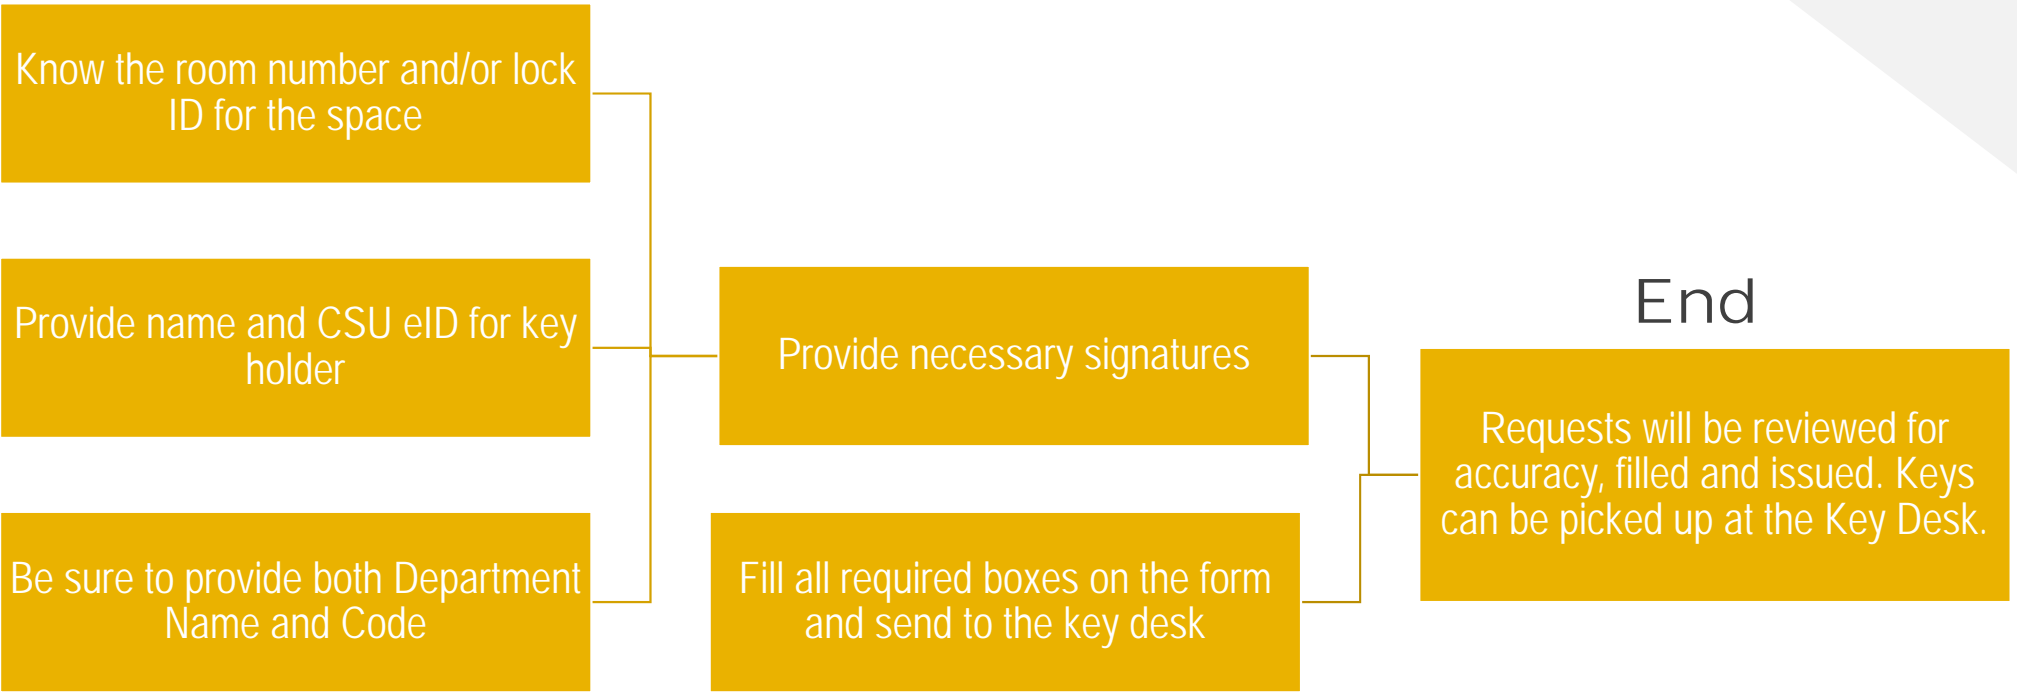 Know the room number and/or lock
ID for the space
Provide name and CSU eID for key
holder
Be sure to provide both Department
Name and Code
Provide necessary signatures
Fill all required boxes on the form
and send to the key desk
End
Requests will be reviewed for
accuracy, filled and issued. Keys
can be picked up at the Key Desk.